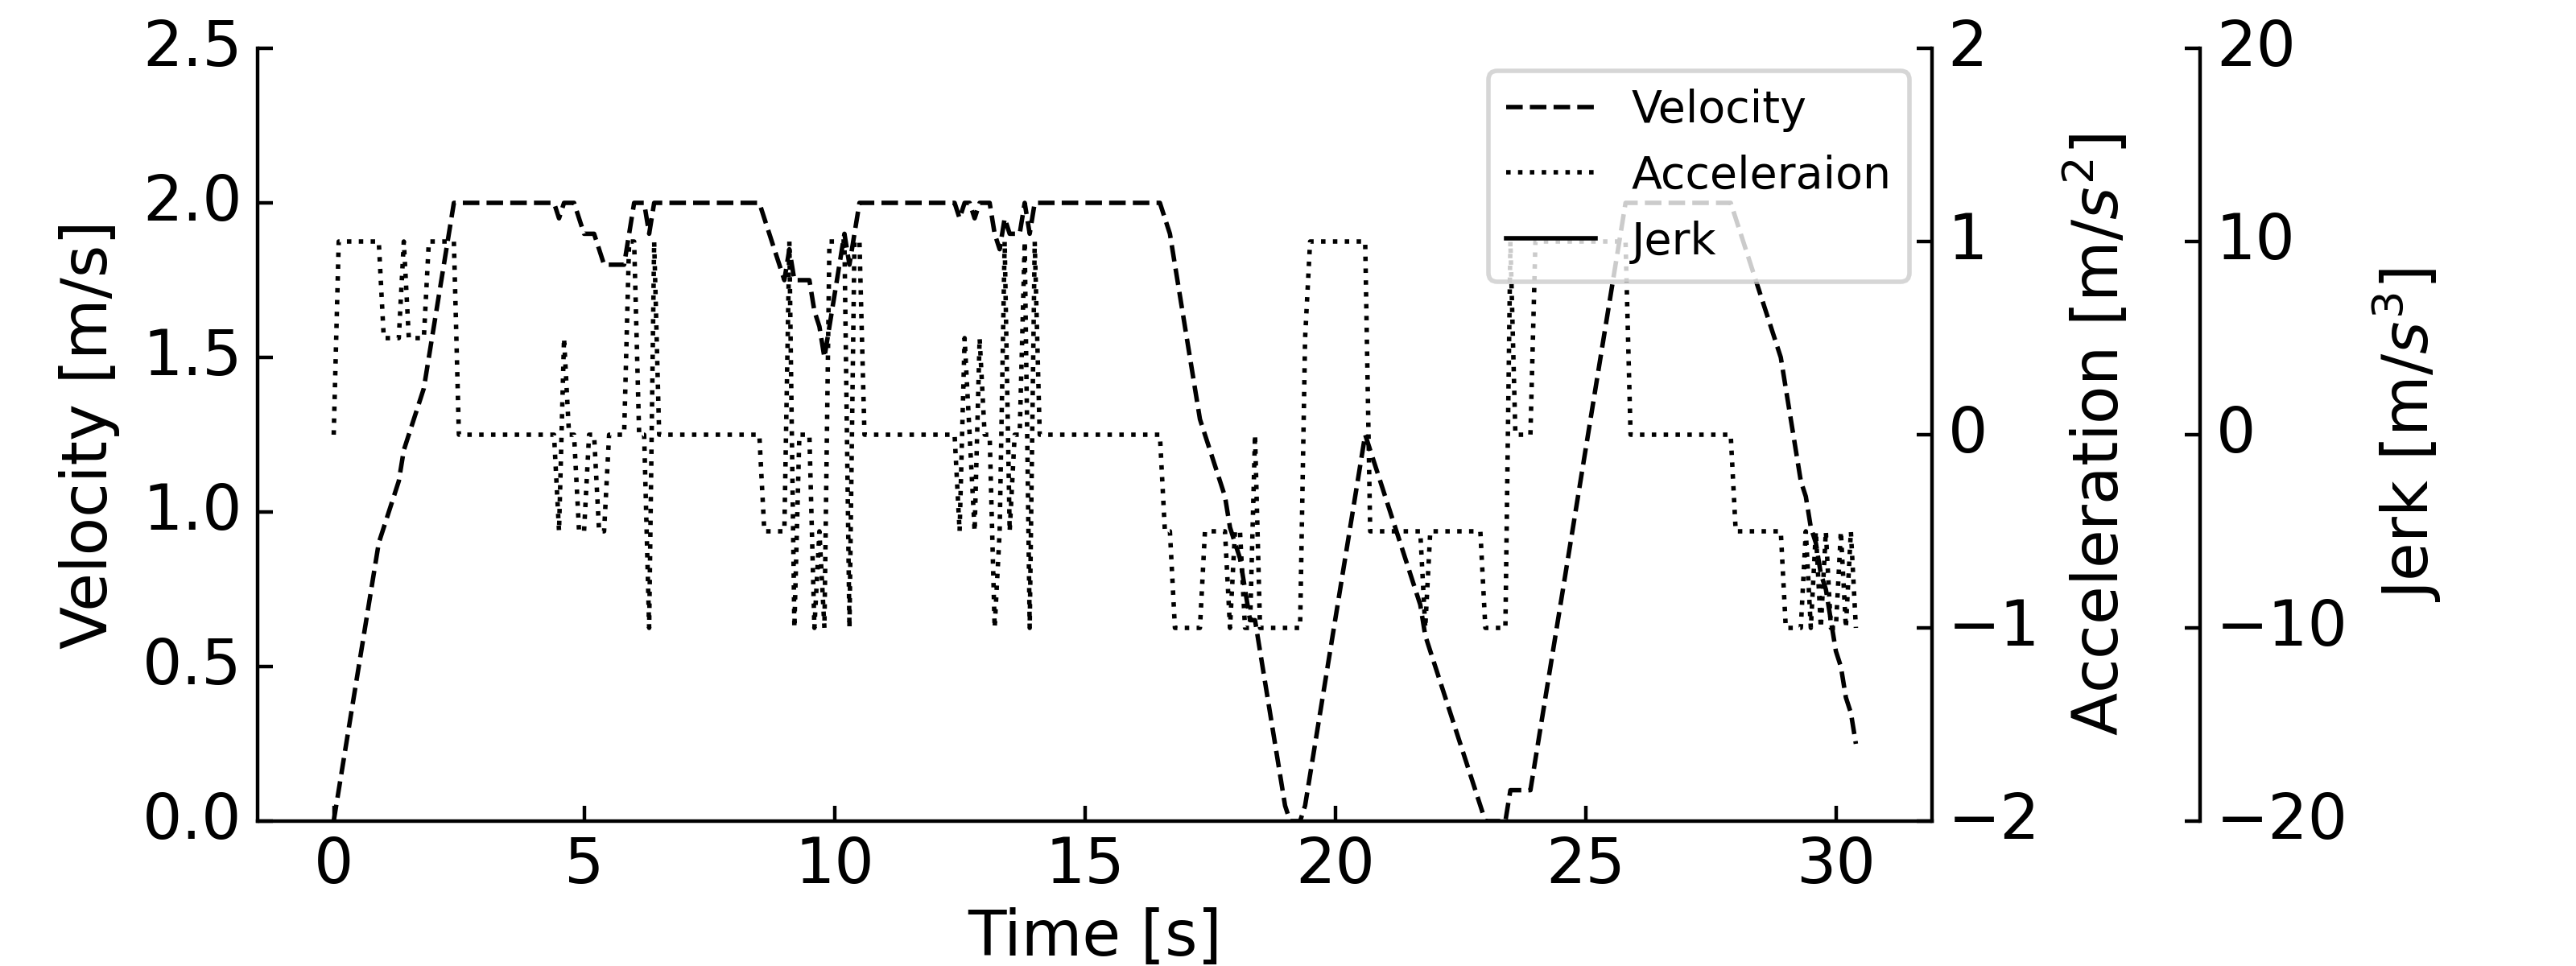 2.5
2.0
1.5
1.0
0.5
0.0
Velocity [m/s]
0 5 10 15 20 25 30
Time [s]
Velocity
Acceleraion
Jerk
2
1
0
−1
−2
Acceleration [m/s²]
20
10
0
−10
−20
Jerk [m/s³]